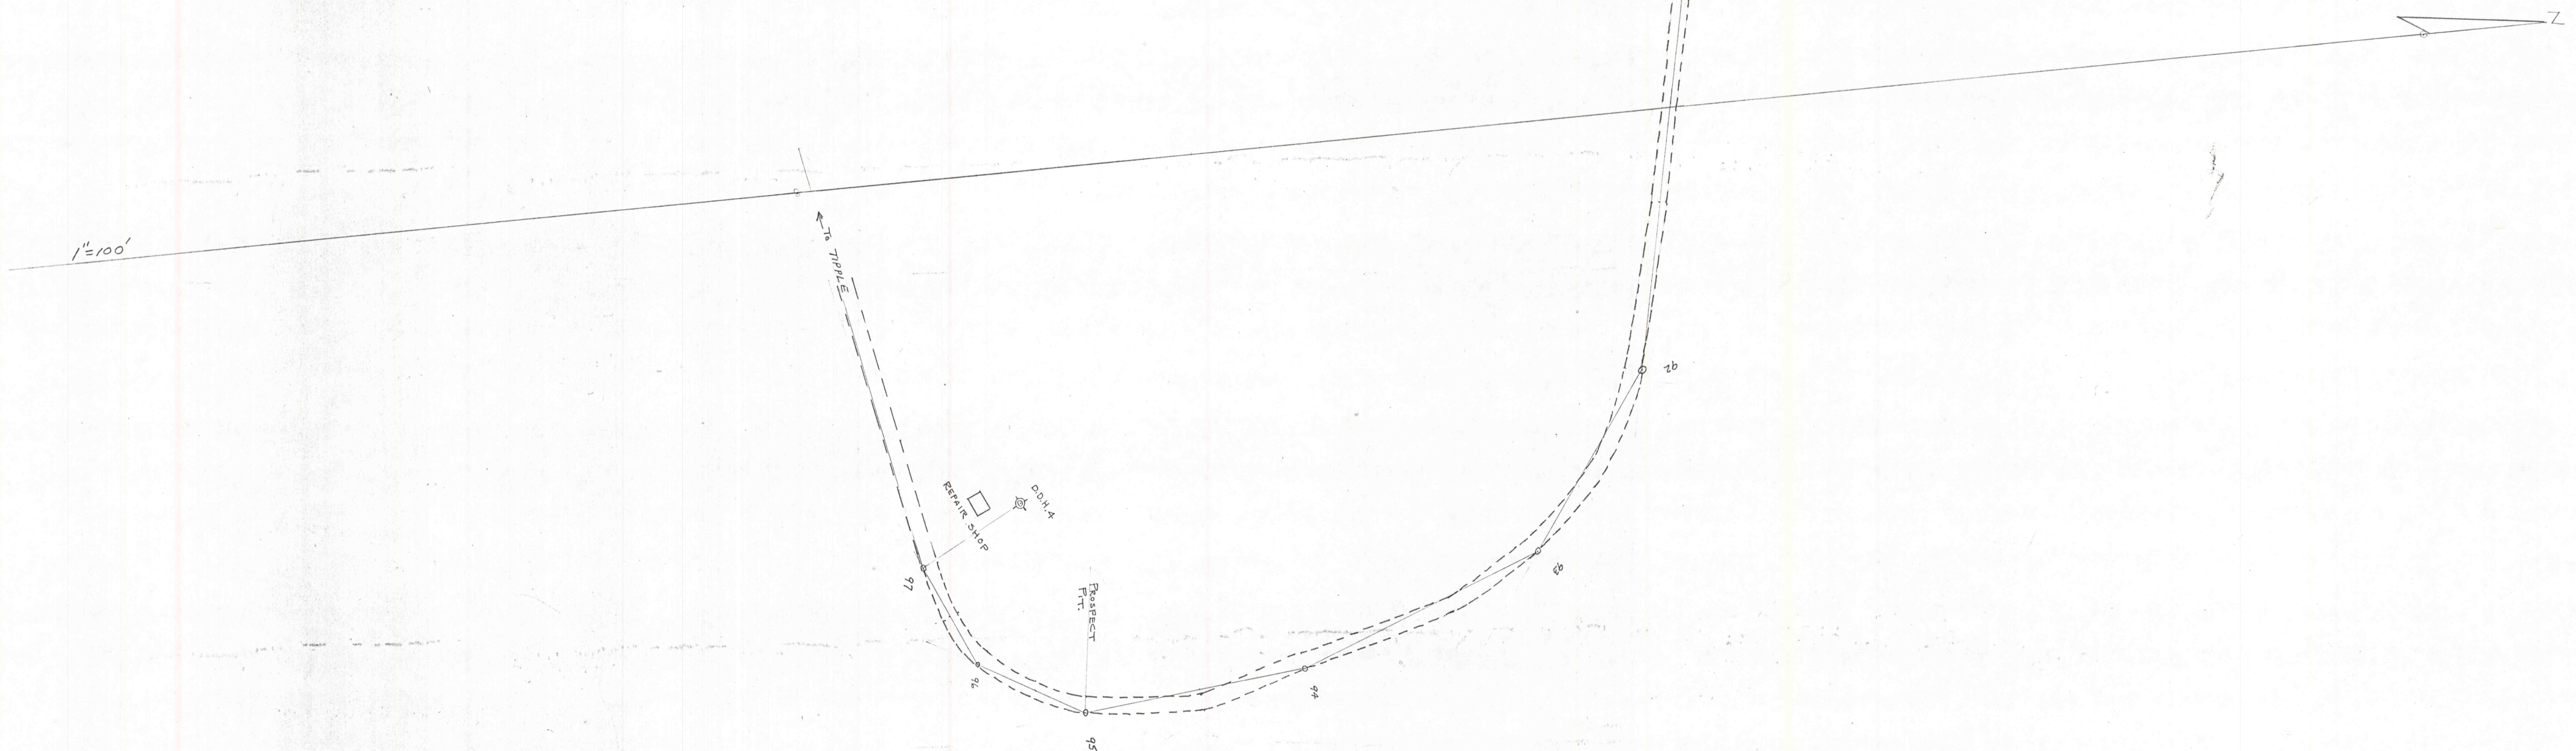 N
1"=100'
← To TIPPLE
92
D.D.H.4
REPAIR SHOP
93
97
PROSPECT
PIT.
96
94
95